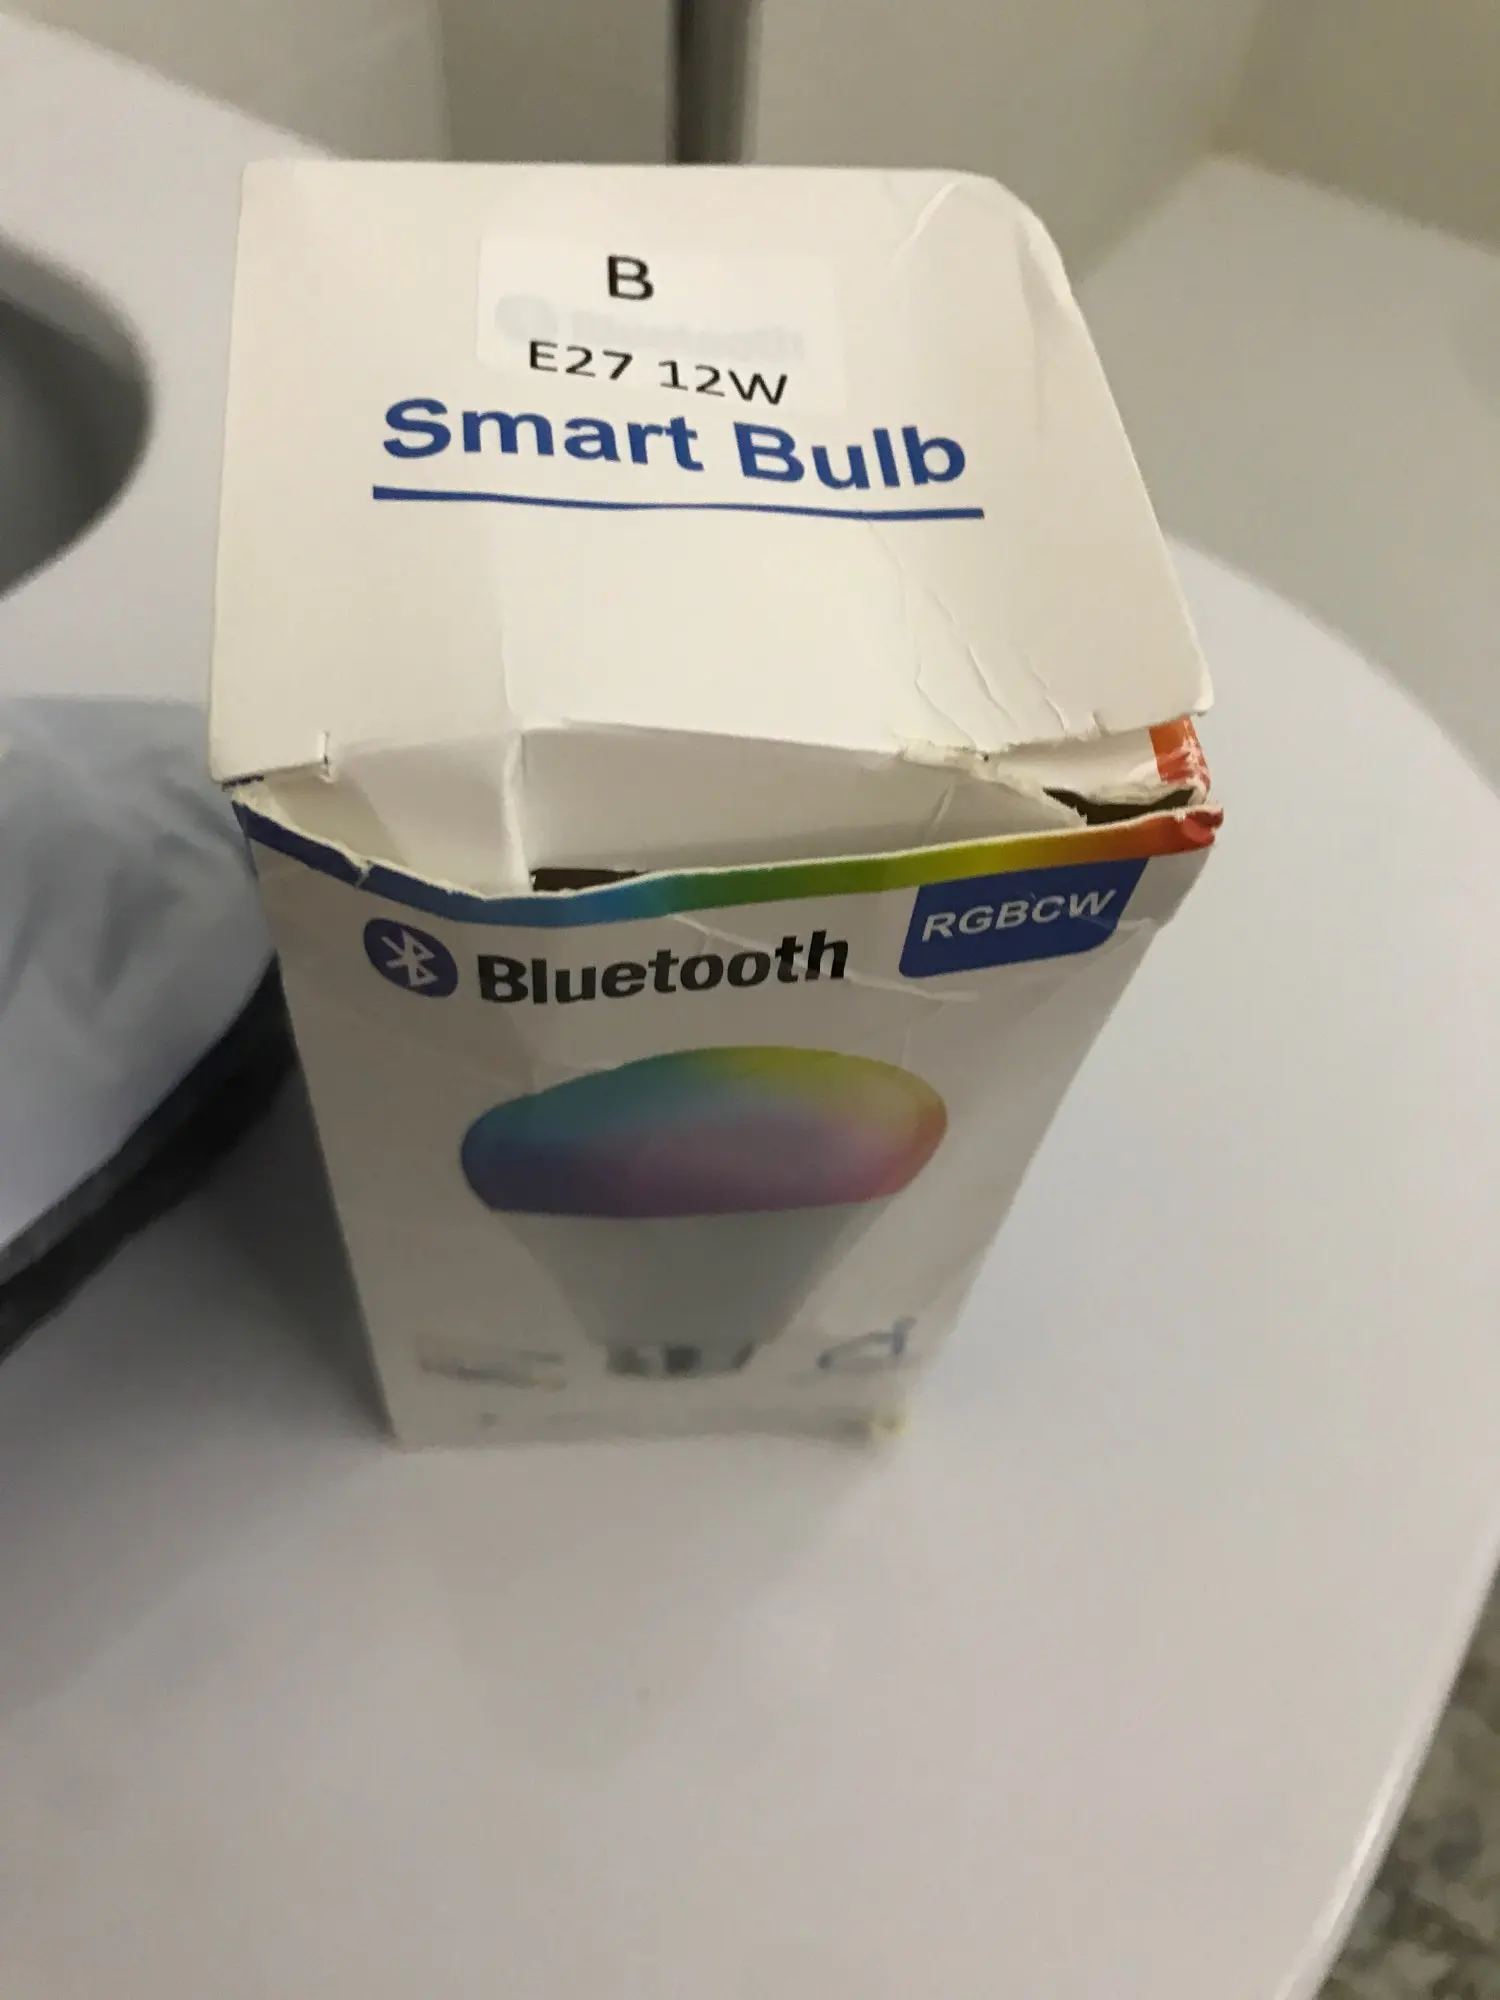 B
E27 12W
Smart Bulb
Bluetooth
RGBCW